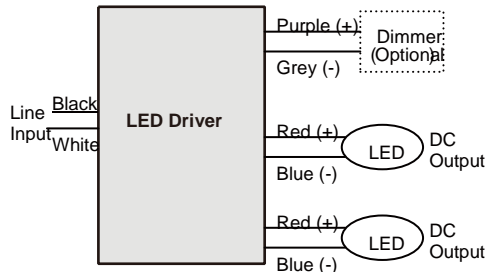 Purple (+)
Dimmer
(Optional)
Grey (-)
Line
Input
Black
White
LED Driver
Red (+)
LED
DC
Output
Blue (-)
Red (+)
LED
DC
Output
Blue (-)